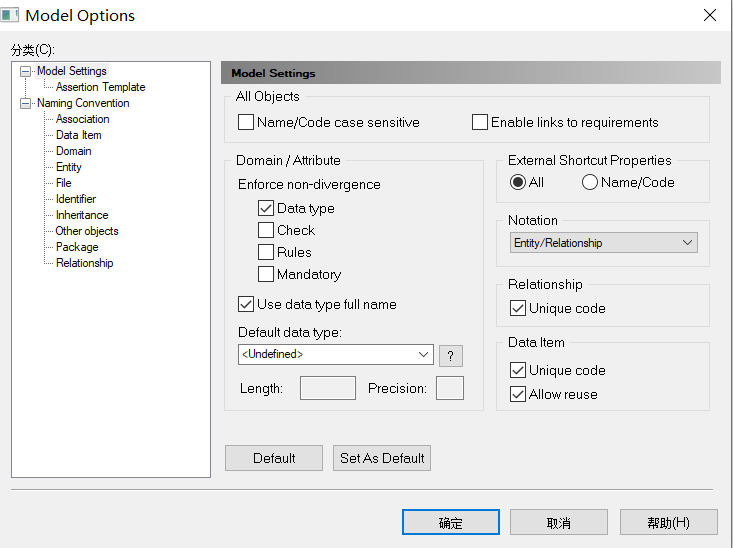 Model Options
分类(C):
Model Settings
Assertion Template
Naming Convention
Association
Data Item
Domain
Entity
File
Identifier
Inheritance
Other objects
Package
Relationship
Model Settings
All Objects
Name/Code case sensitive
Enable links to requirements
Domain / Attribute
Enforce non-divergence
Data type
Check
Rules
Mandatory
Use data type full name
Default data type:
<Undefined>
?
Length:
Precision:
External Shortcut Properties
All
Name/Code
Notation
Entity/Relationship
Relationship
Unique code
Data Item
Unique code
Allow reuse
Default
Set As Default
确定
取消
帮助(H)